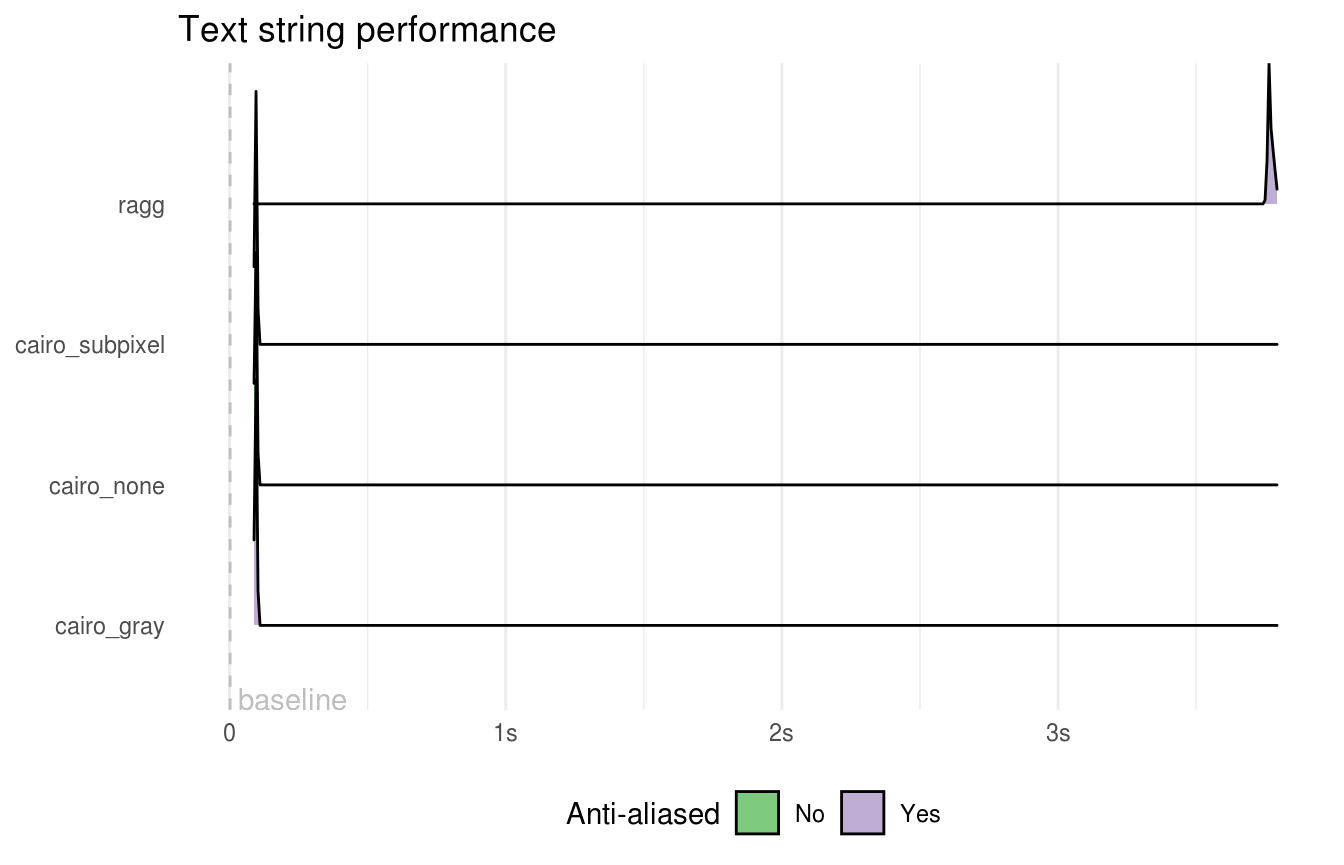 Text string performance
ragg
cairo_subpixel
cairo_none
cairo_gray
baseline
0 1s 2s 3s
Anti-aliased No Yes